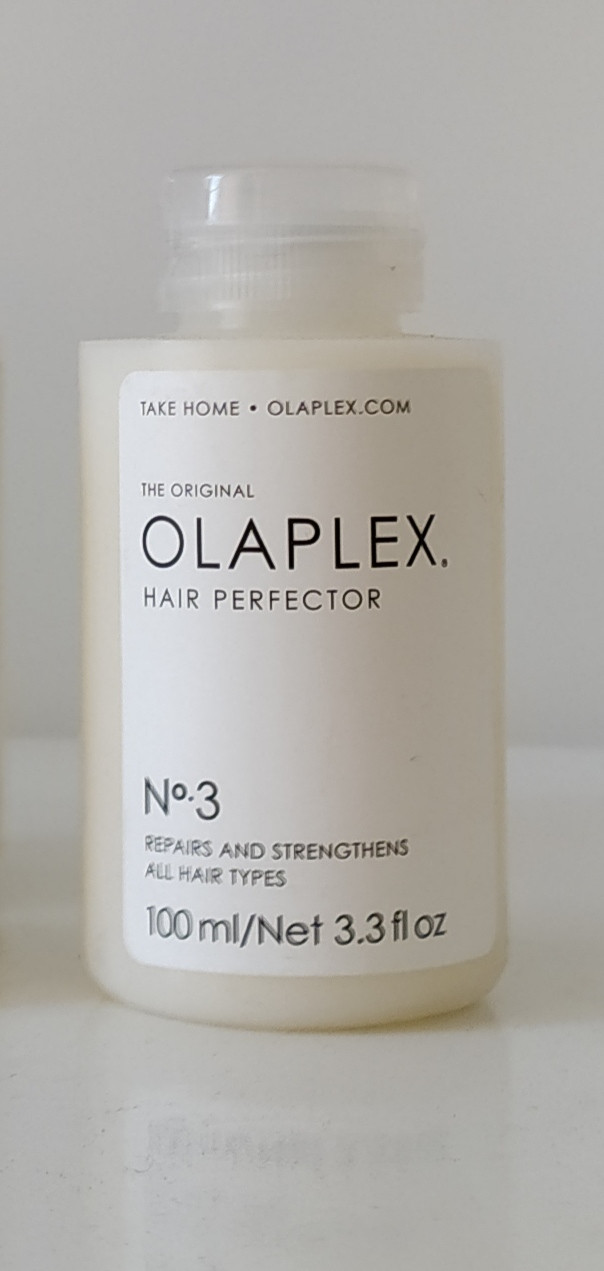 TAKE HOME • OLAPLEX.COM
THE ORIGINAL
OLAPLEX.
HAIR PERFECTOR
Nº.3
REPAIRS AND STRENGTHENS
ALL HAIR TYPES
100 ml/Net 3.3 fl oz